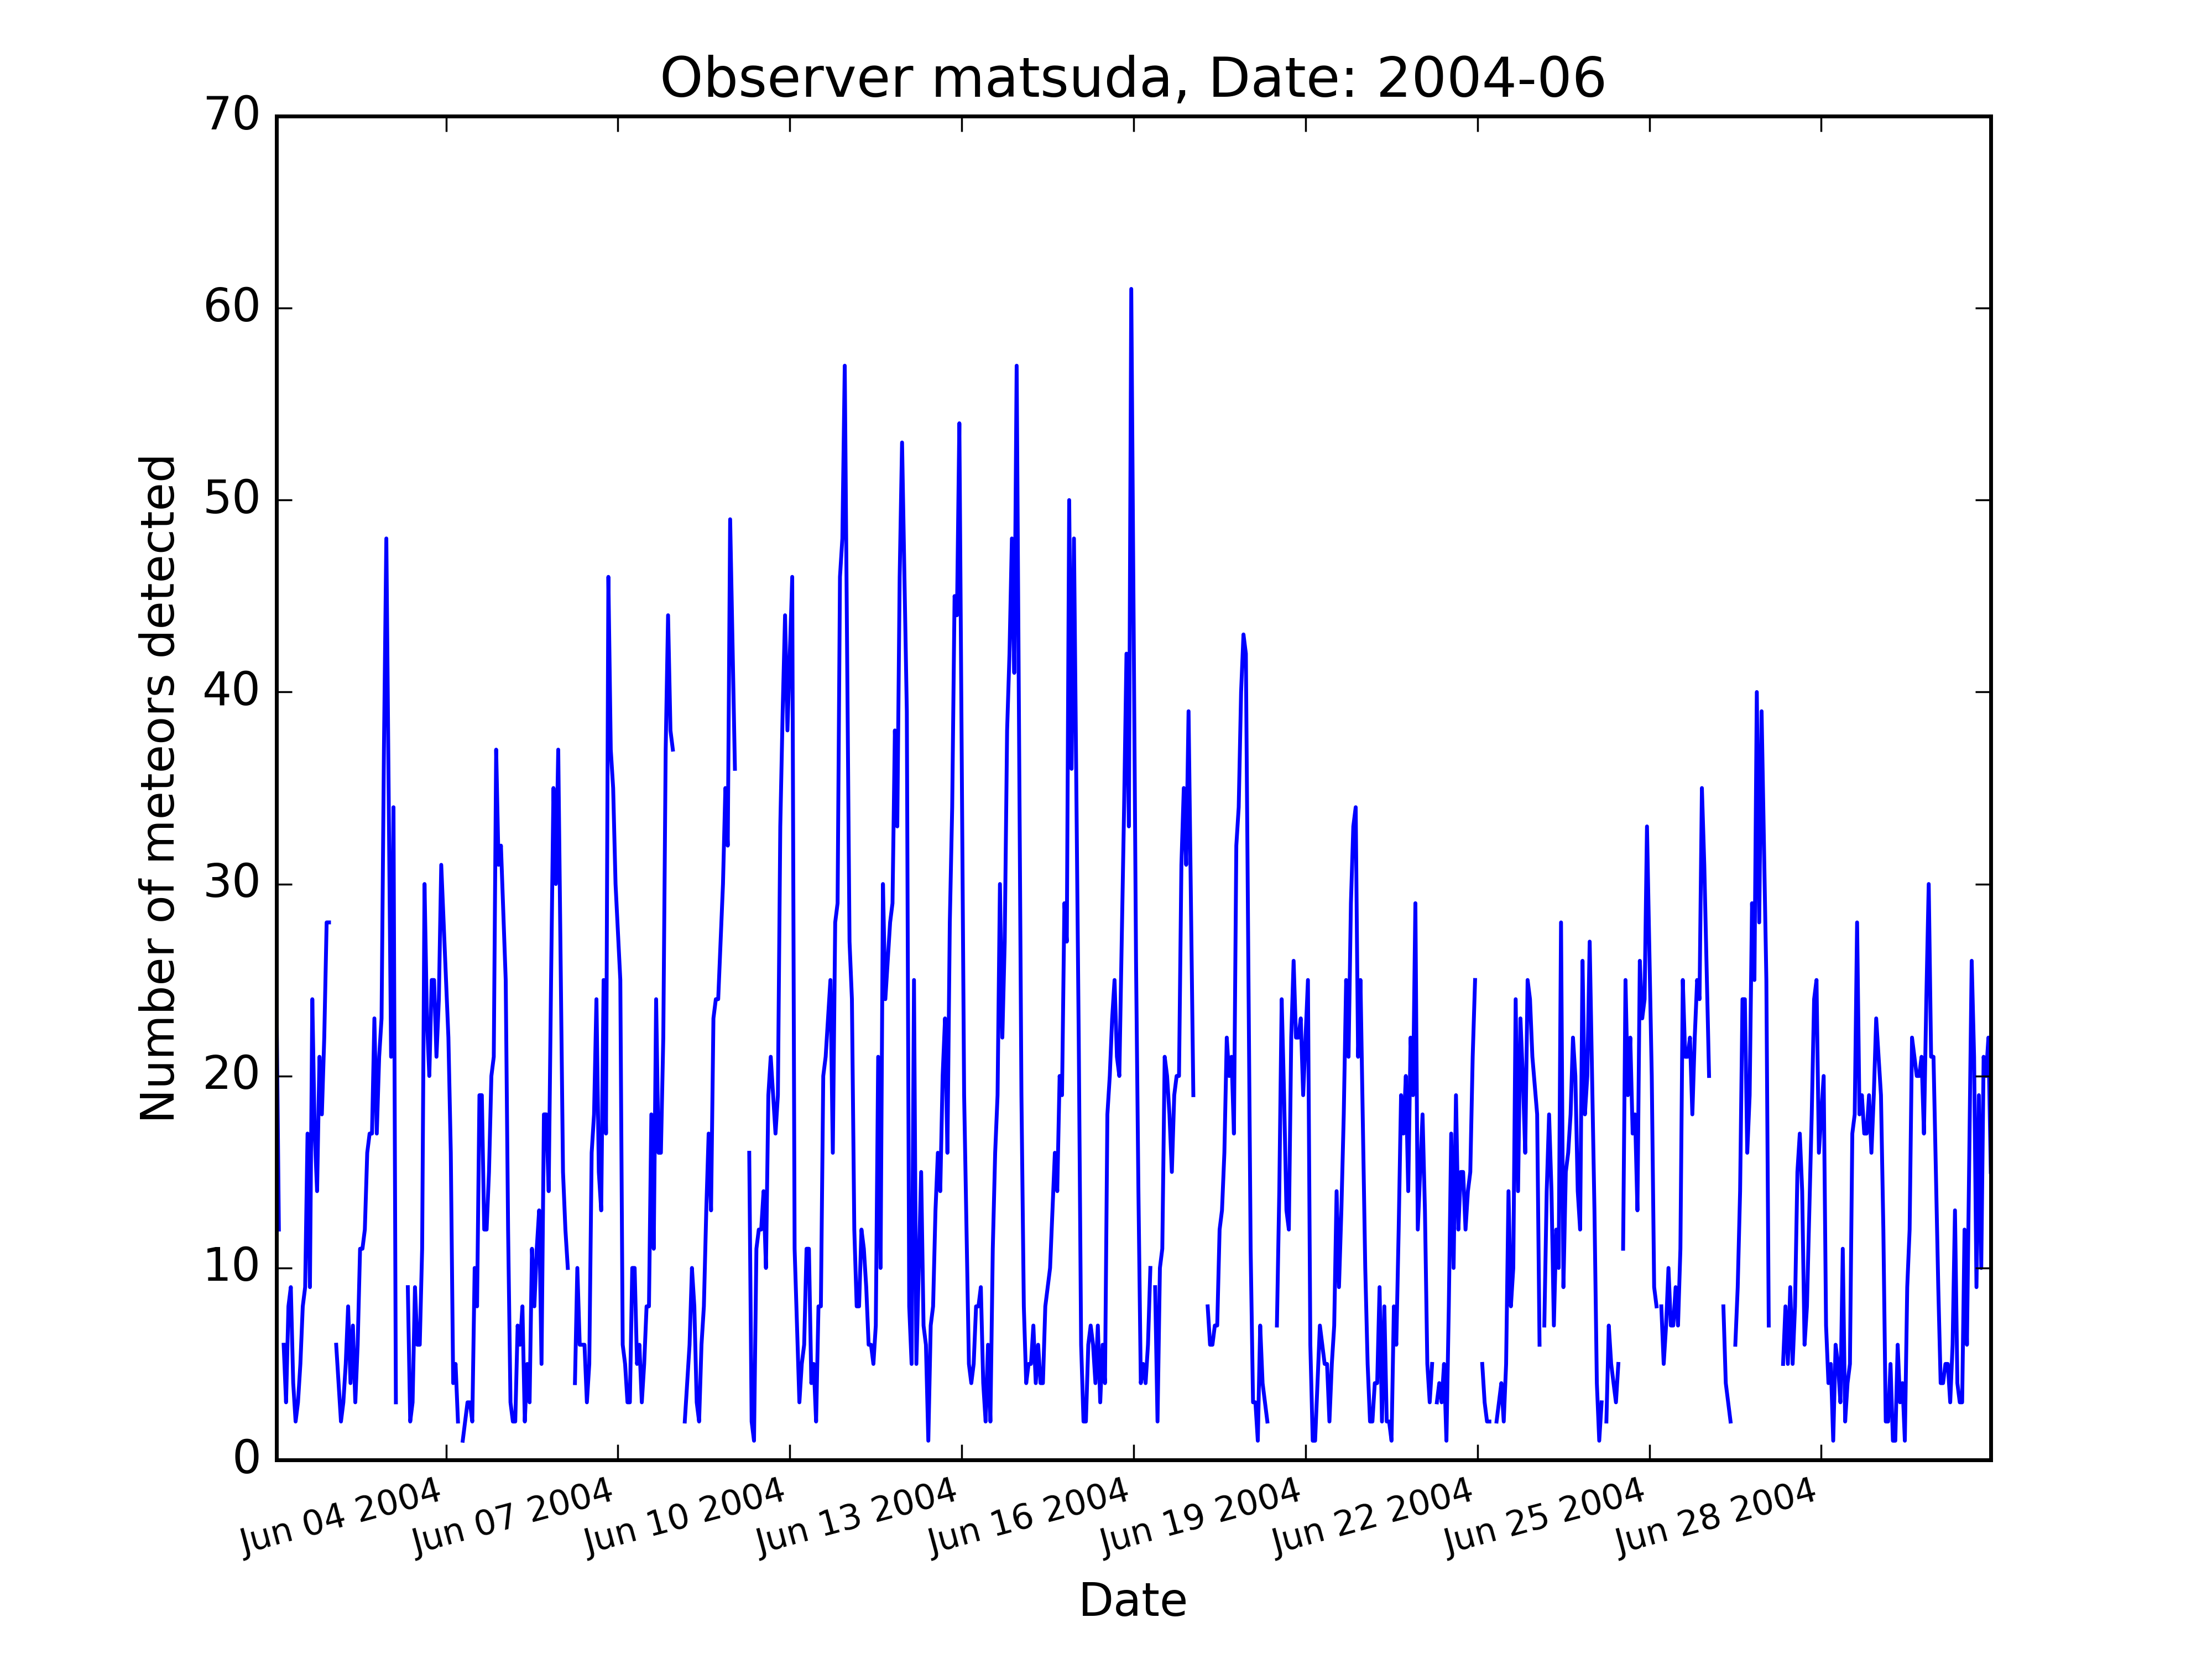 Observer matsuda, Date: 2004-06
70
60
50
40
30
20
10
0
Number of meteors detected
Jun 04 2004
Jun 07 2004
Jun 10 2004
Jun 13 2004
Jun 16 2004
Jun 19 2004
Jun 22 2004
Jun 25 2004
Jun 28 2004
Date